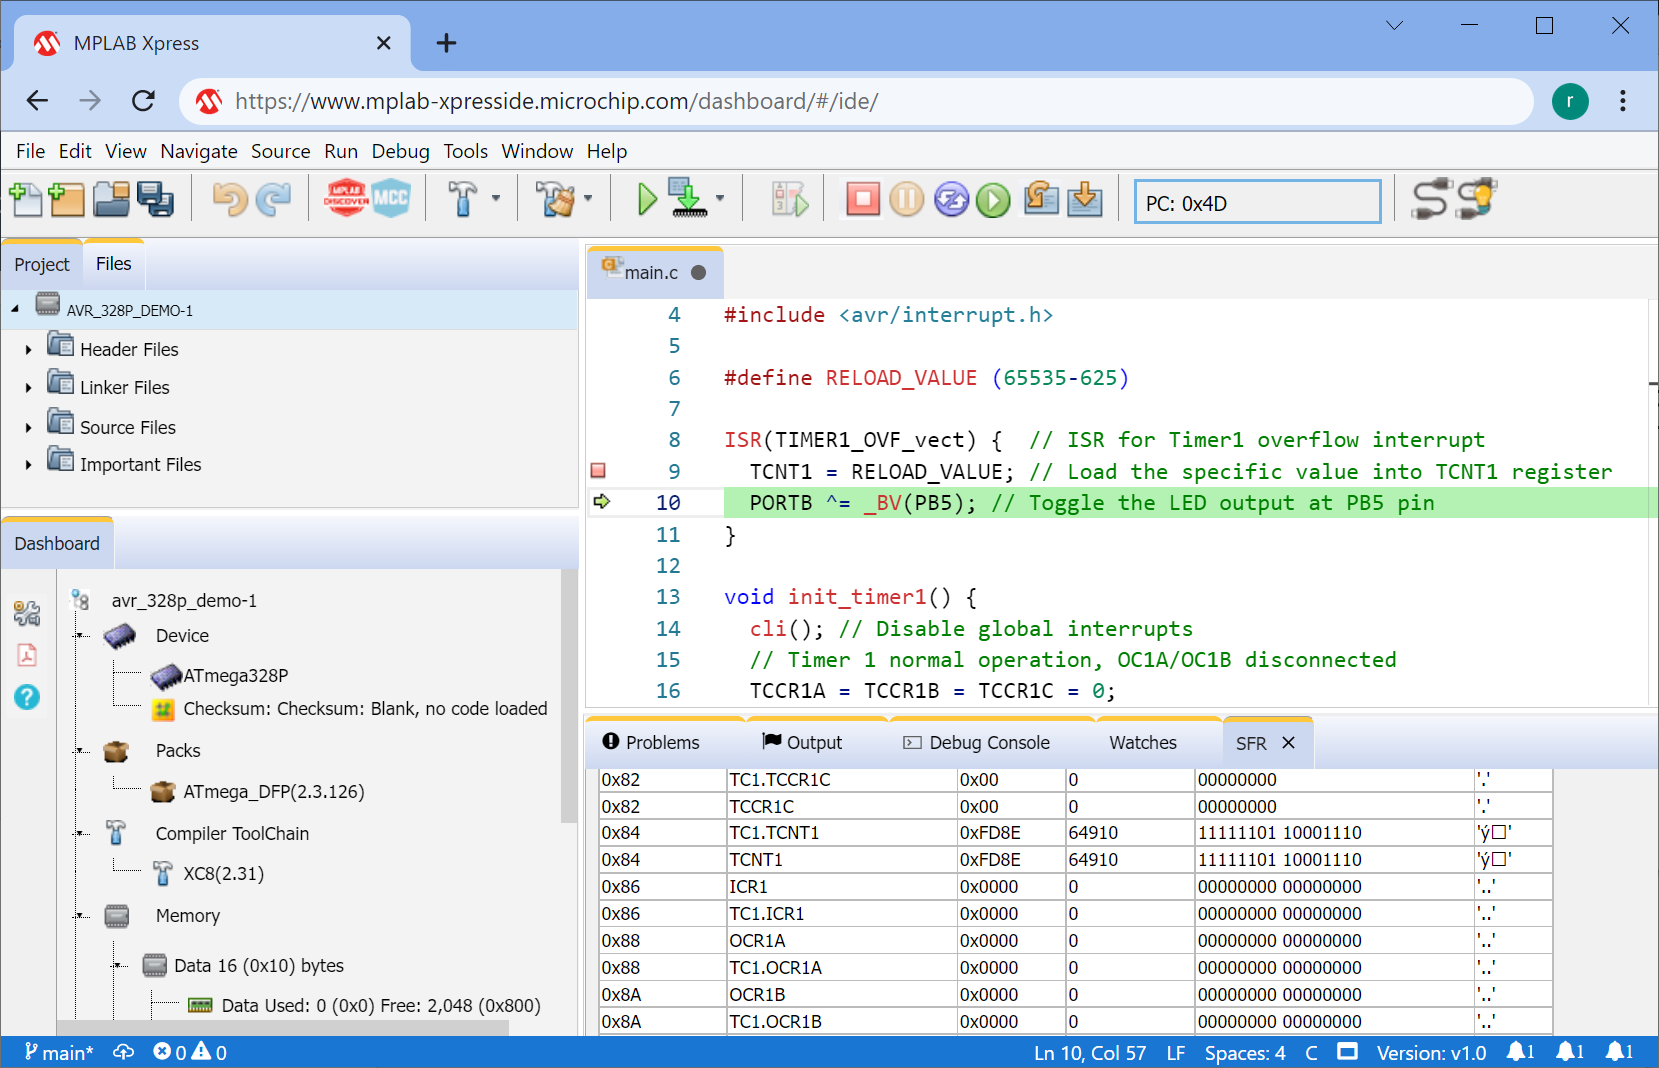 MPLAB Xpress
https://www.mplab-xpresside.microchip.com/dashboard/#/ide/
r
File Edit View Navigate Source Run Debug Tools Window Help
MPLAB DISCOVER MCC
PC: 0x4D
Project Files
AVR_328P_DEMO-1
Header Files
Linker Files
Source Files
Important Files
Dashboard
avr_328p_demo-1
Device
ATmega328P
Checksum: Checksum: Blank, no code loaded
Packs
ATmega_DFP(2.3.126)
Compiler ToolChain
XC8(2.31)
Memory
Data 16 (0x10) bytes
Data Used: 0 (0x0) Free: 2,048 (0x800)
main.c
4 #include <avr/interrupt.h>
5
6 #define RELOAD_VALUE (65535-625)
7
8 ISR(TIMER1_OVF_vect) { // ISR for Timer1 overflow interrupt
9 TCNT1 = RELOAD_VALUE; // Load the specific value into TCNT1 register
10 PORTB ^= _BV(PB5); // Toggle the LED output at PB5 pin
11 }
12
13 void init_timer1() {
14 cli(); // Disable global interrupts
15 // Timer 1 normal operation, OC1A/OC1B disconnected
16 TCCR1A = TCCR1B = TCCR1C = 0;
Problems Output Debug Console Watches SFR
0x82 TC1.TCCR1C 0x00 0 00000000 '.'
0x82 TCCR1C 0x00 0 00000000 '.'
0x84 TC1.TCNT1 0xFD8E 64910 11111101 10001110 'ý□'
0x84 TCNT1 0xFD8E 64910 11111101 10001110 'ý□'
0x86 ICR1 0x0000 0 00000000 00000000 '..'
0x86 TC1.ICR1 0x0000 0 00000000 00000000 '..'
0x88 OCR1A 0x0000 0 00000000 00000000 '..'
0x88 TC1.OCR1A 0x0000 0 00000000 00000000 '..'
0x8A OCR1B 0x0000 0 00000000 00000000 '..'
0x8A TC1.OCR1B 0x0000 0 00000000 00000000 '..'
main* 0 0 Ln 10, Col 57 LF Spaces: 4 C Version: v1.0 1 1 1